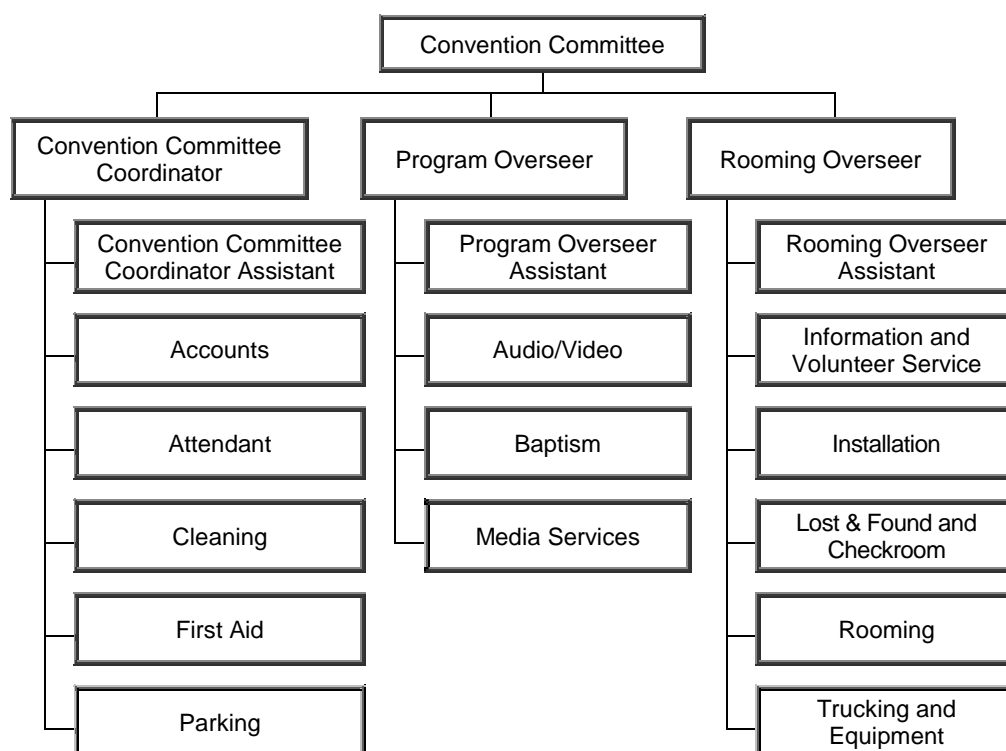 Convention Committee
Convention Committee
Coordinator
Program Overseer
Rooming Overseer
Convention Committee
Coordinator Assistant
Accounts
Attendant
Cleaning
First Aid
Parking
Program Overseer
Assistant
Audio/Video
Baptism
Media Services
Rooming Overseer
Assistant
Information and
Volunteer Service
Installation
Lost & Found and
Checkroom
Rooming
Trucking and
Equipment